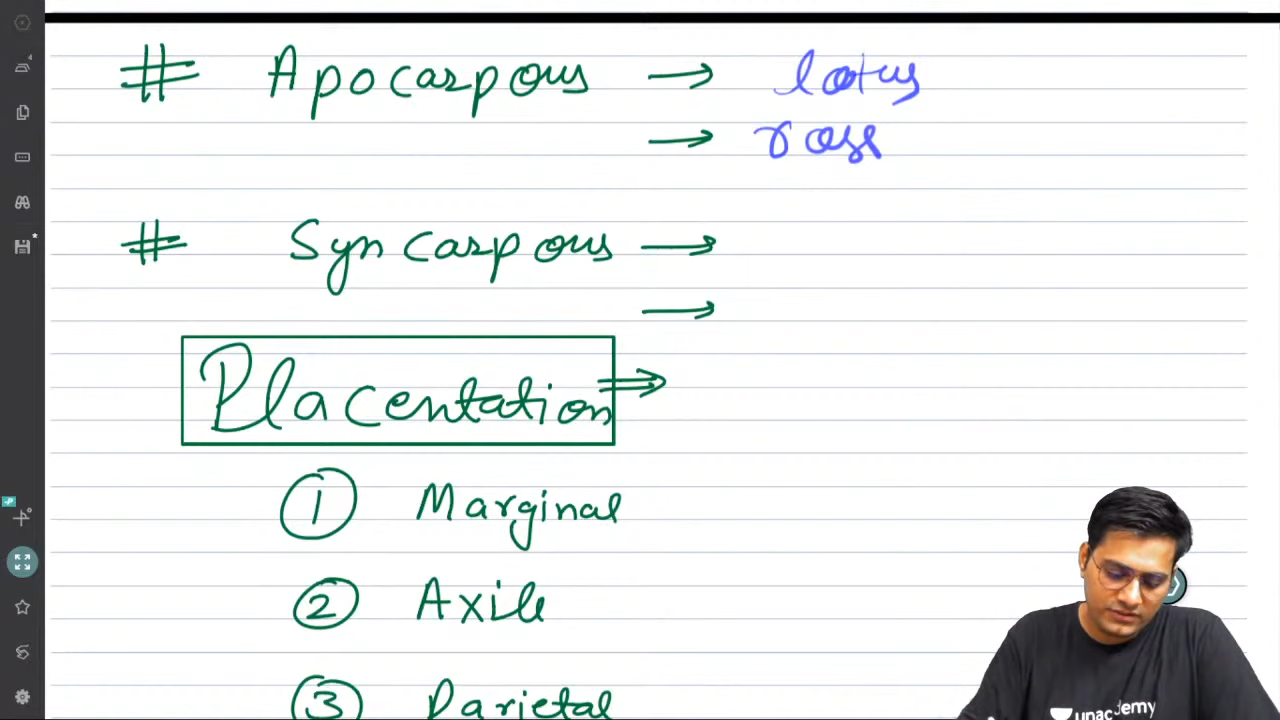 # Apocarpous → lotus
→ rose
# Syncarpous →
→
Placentation ⇒
① Marginal
② Axile
③ Parietal
unacademy